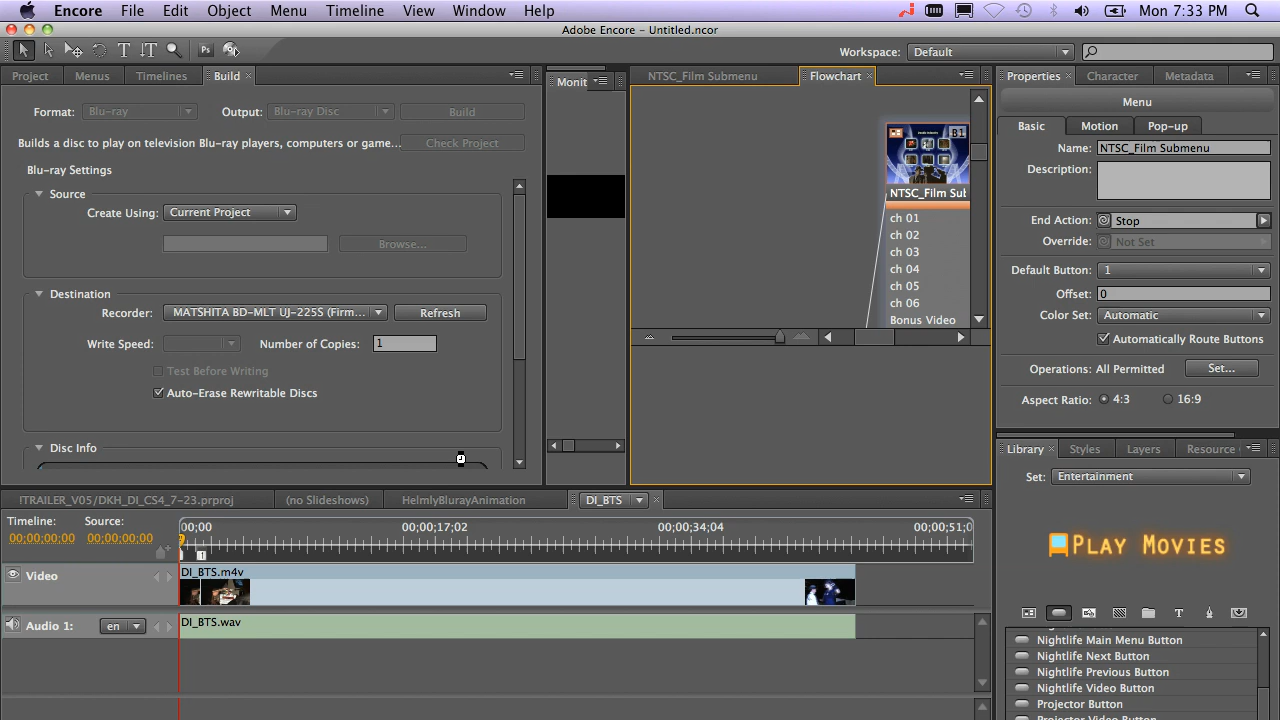 Encore File Edit Object Menu Timeline View Window Help Mon 7:33 PM
Adobe Encore - Untitled.ncor
Ps
Workspace: Default
Project Menus Timelines Build
Format: Blu-ray Output: Blu-ray Disc Build
Builds a disc to play on television Blu-ray players, computers or game... Check Project
Blu-ray Settings
Source
Create Using: Current Project
Browse...
Destination
Recorder: MATSHITA BD-MLT UJ-225S (Firm... Refresh
Write Speed: Number of Copies: 1
Test Before Writing
Auto-Erase Rewritable Discs
Disc Info
Monit
NTSC_Film Submenu Flowchart
B1
NTSC_Film Sub
ch 01
ch 02
ch 03
ch 04
ch 05
ch 06
Bonus Video
Properties Character Metadata
Menu
Basic Motion Pop-up
Name: NTSC_Film Submenu
Description:
End Action: Stop
Override: Not Set
Default Button: 1
Offset: 0
Color Set: Automatic
Automatically Route Buttons
Operations: All Permitted Set...
Aspect Ratio: 4:3 16:9
Library Styles Layers Resource
Set: Entertainment
PLAY MOVIES
T
Nightlife Main Menu Button
Nightlife Next Button
Nightlife Previous Button
Nightlife Video Button
Projector Button
Projector Video Button
ITRAILER_V05/DKH_DI_CS4_7-23.prproj (no Slideshows) HelmlyBlurayAnimation DI_BTS
Timeline: Source:
00;00;00;00 00;00;00;00
00;00 00;00;17;02 00;00;34;04 00;00;51;0
1
Video
DI_BTS.m4v
Audio 1: en
DI_BTS.wav